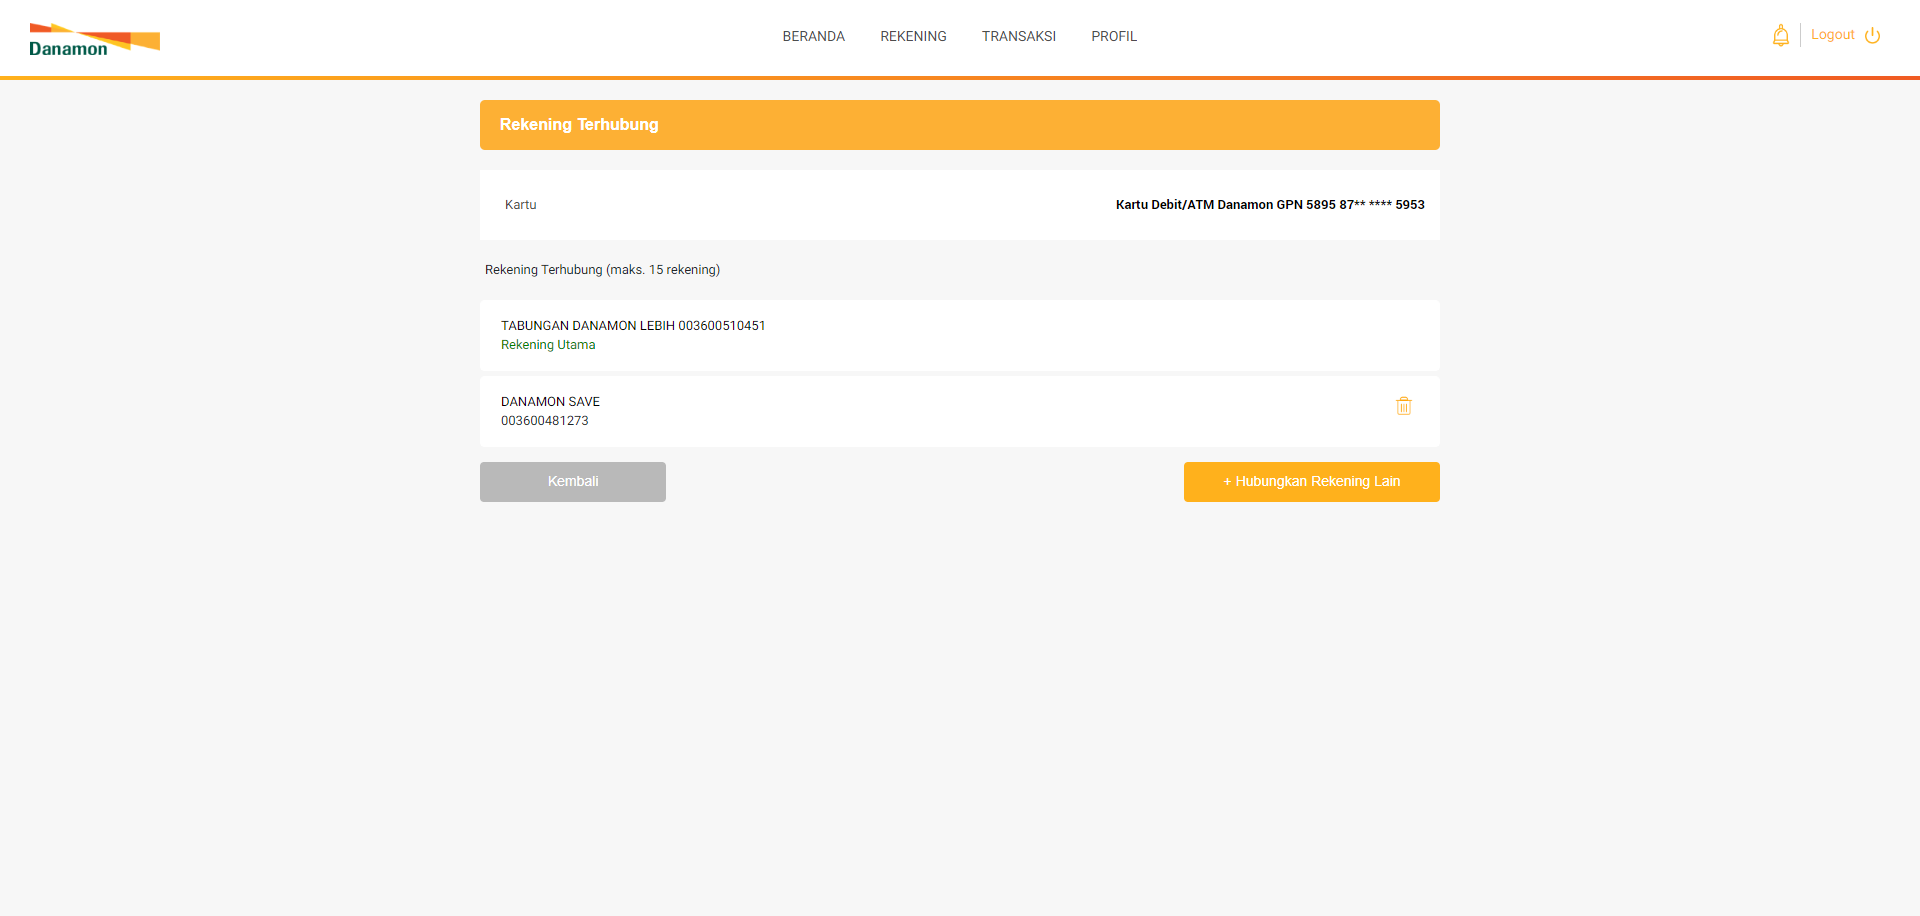 Danamon
BERANDA REKENING TRANSAKSI PROFIL
Logout
Rekening Terhubung
Kartu
Kartu Debit/ATM Danamon GPN 5895 87** **** 5953
Rekening Terhubung (maks. 15 rekening)
TABUNGAN DANAMON LEBIH 003600510451
Rekening Utama
DANAMON SAVE
003600481273
Kembali
+ Hubungkan Rekening Lain